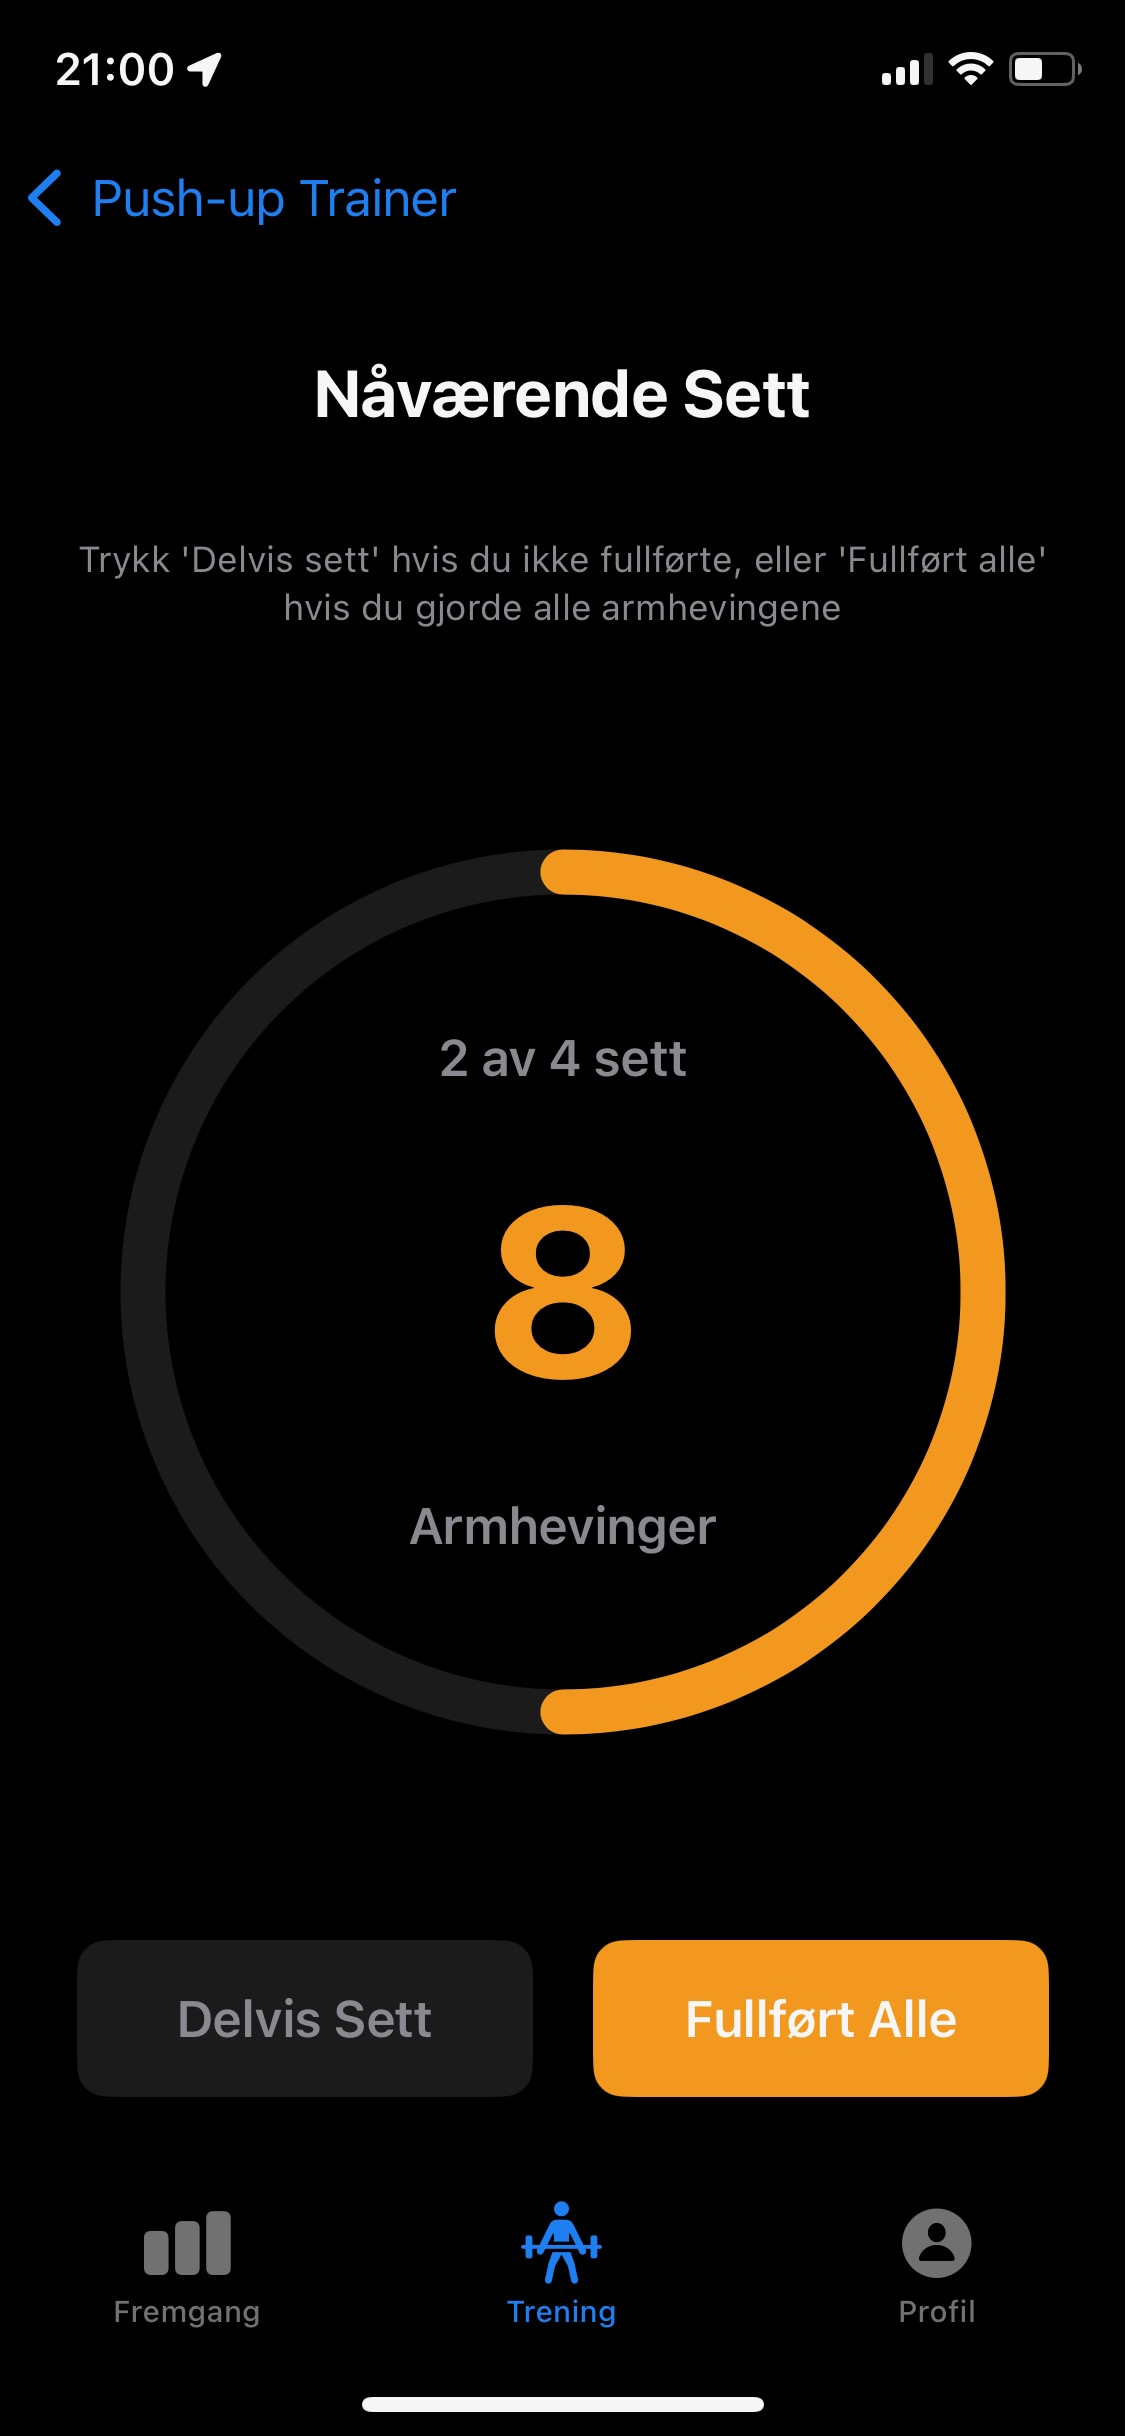 21:00
Push-up Trainer
Nåværende Sett
Trykk 'Delvis sett' hvis du ikke fullførte, eller 'Fullført alle'
hvis du gjorde alle armhevingene
2 av 4 sett
8
Armhevinger
Delvis Sett
Fullført Alle
Fremgang
Trening
Profil